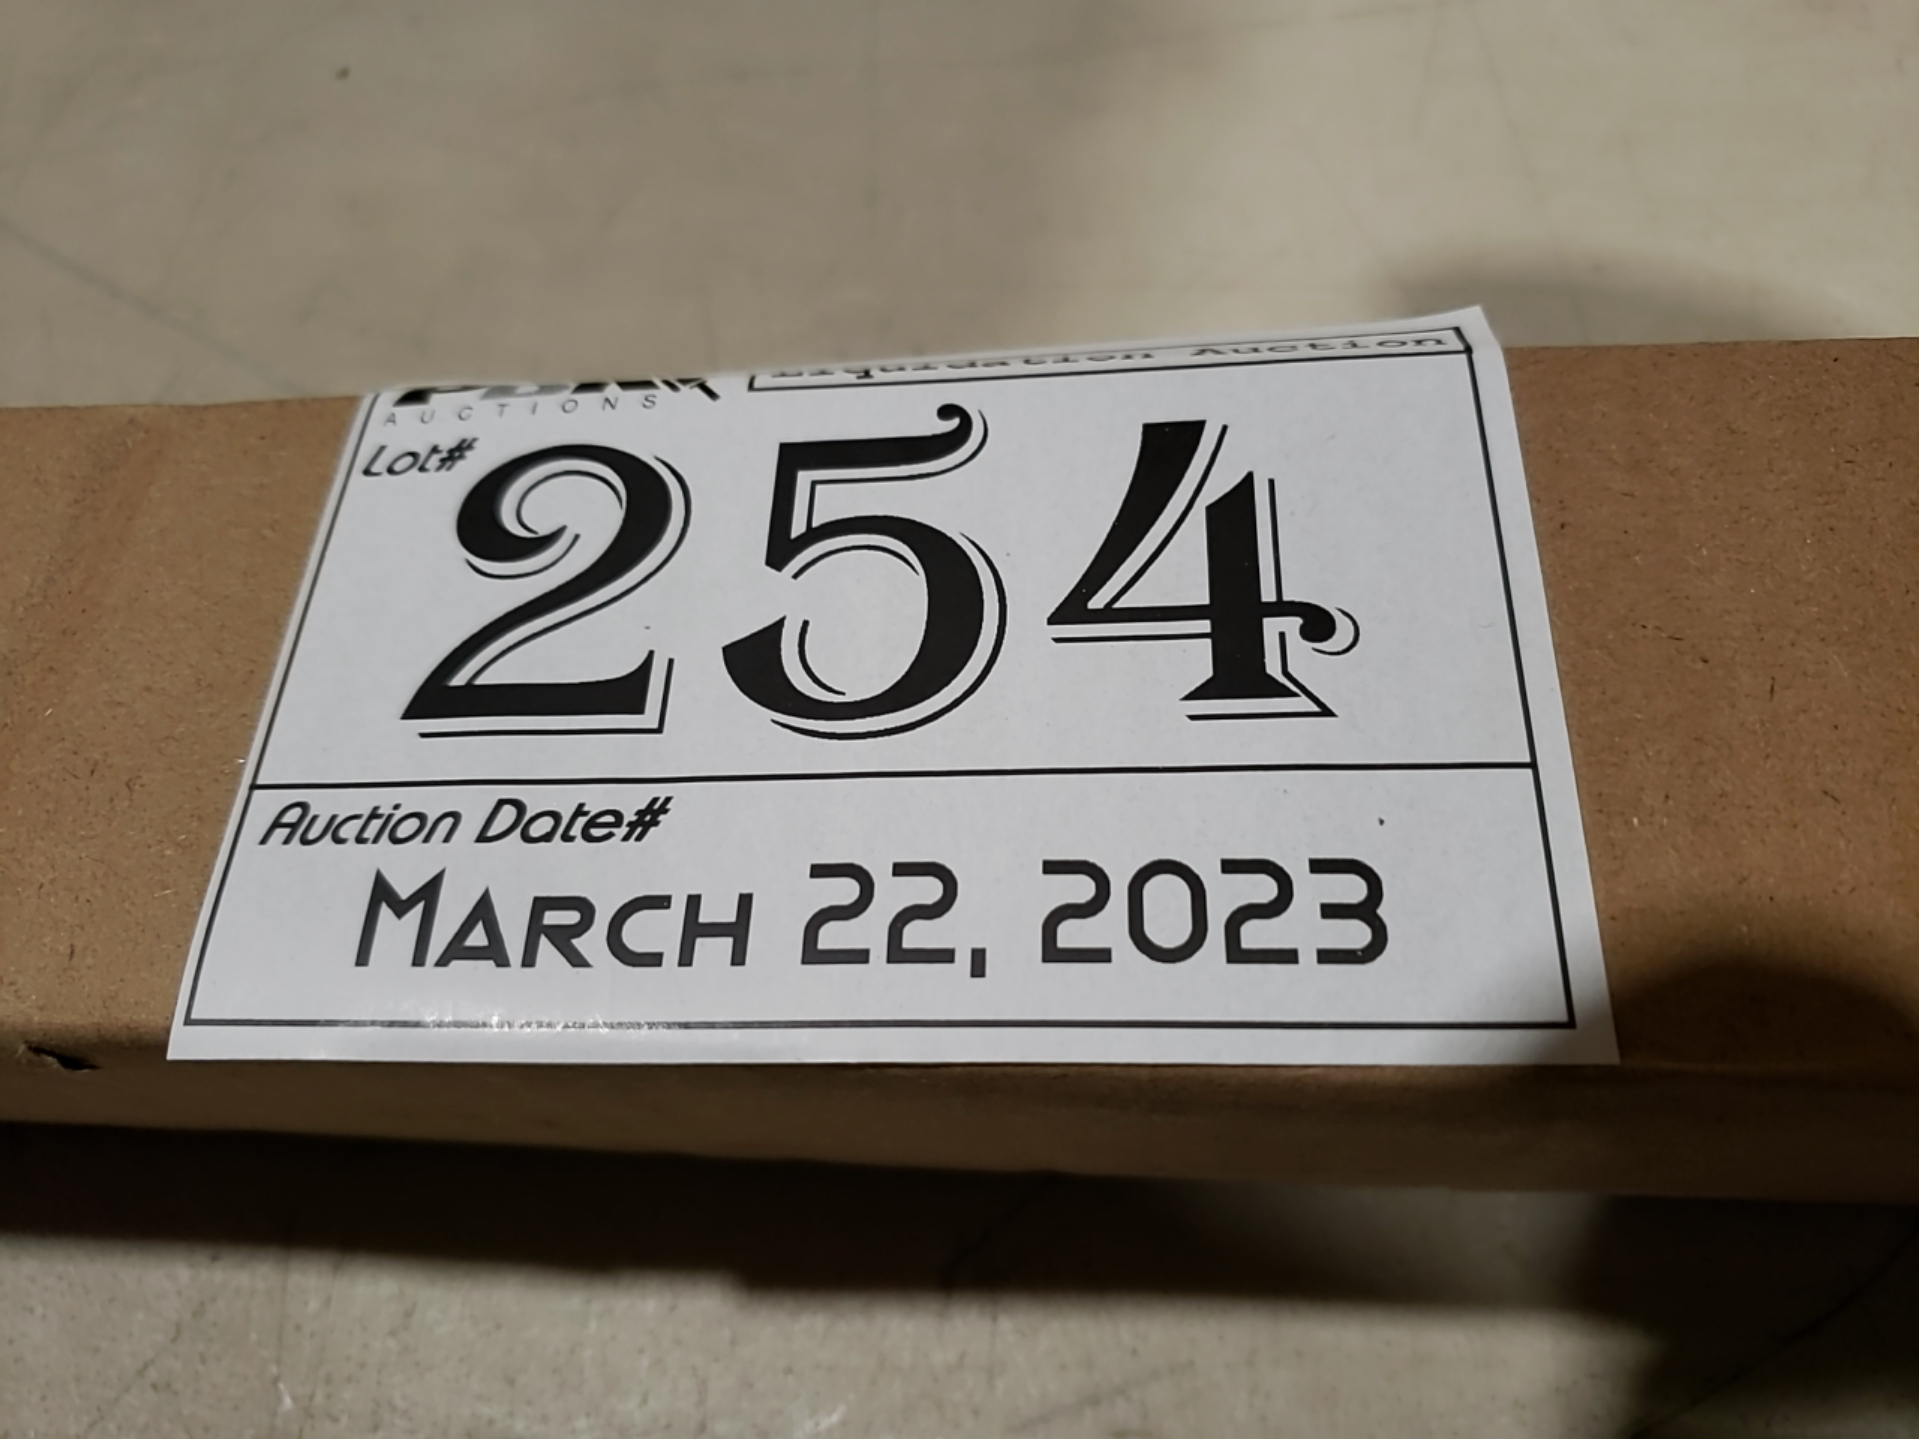 Liquidation Auction
AUCTIONS
Lot#
254
Auction Date#
MARCH 22, 2023